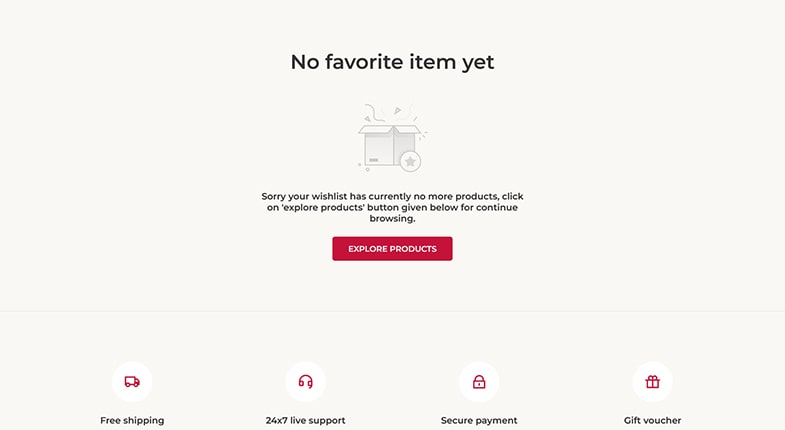 No favorite item yet
Sorry your wishlist has currently no more products, click
on 'explore products' button given below for continue
browsing.
EXPLORE PRODUCTS
Free shipping
24x7 live support
Secure payment
Gift voucher